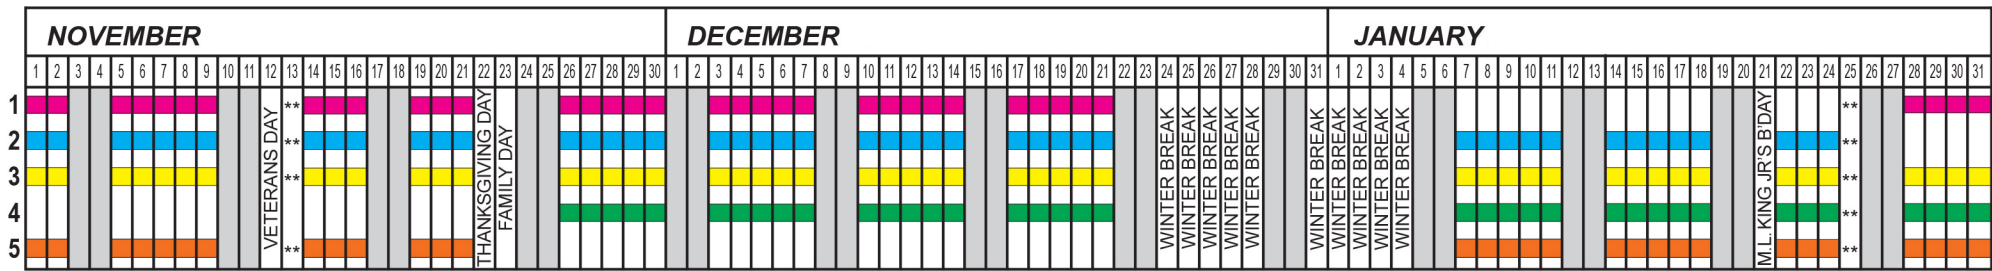 NOVEMBER DECEMBER JANUARY
1 2 3 4 5 6 7 8 9 10 11 12 13 14 15 16 17 18 19 20 21 22 23 24 25 26 27 28 29 30 1 2 3 4 5 6 7 8 9 10 11 12 13 14 15 16 17 18 19 20 21 22 23 24 25 26 27 28 29 30 31 1 2 3 4 5 6 7 8 9 10 11 12 13 14 15 16 17 18 19 20 21 22 23 24 25 26 27 28 29 30 31
1 ** **
2 ** **
3 ** **
4 **
5 ** **
VETERANS DAY
THANKSGIVING DAY
FAMILY DAY
WINTER BREAK
WINTER BREAK
WINTER BREAK
WINTER BREAK
WINTER BREAK
WINTER BREAK
WINTER BREAK
WINTER BREAK
WINTER BREAK
WINTER BREAK
M.L. KING JR'S B'DAY